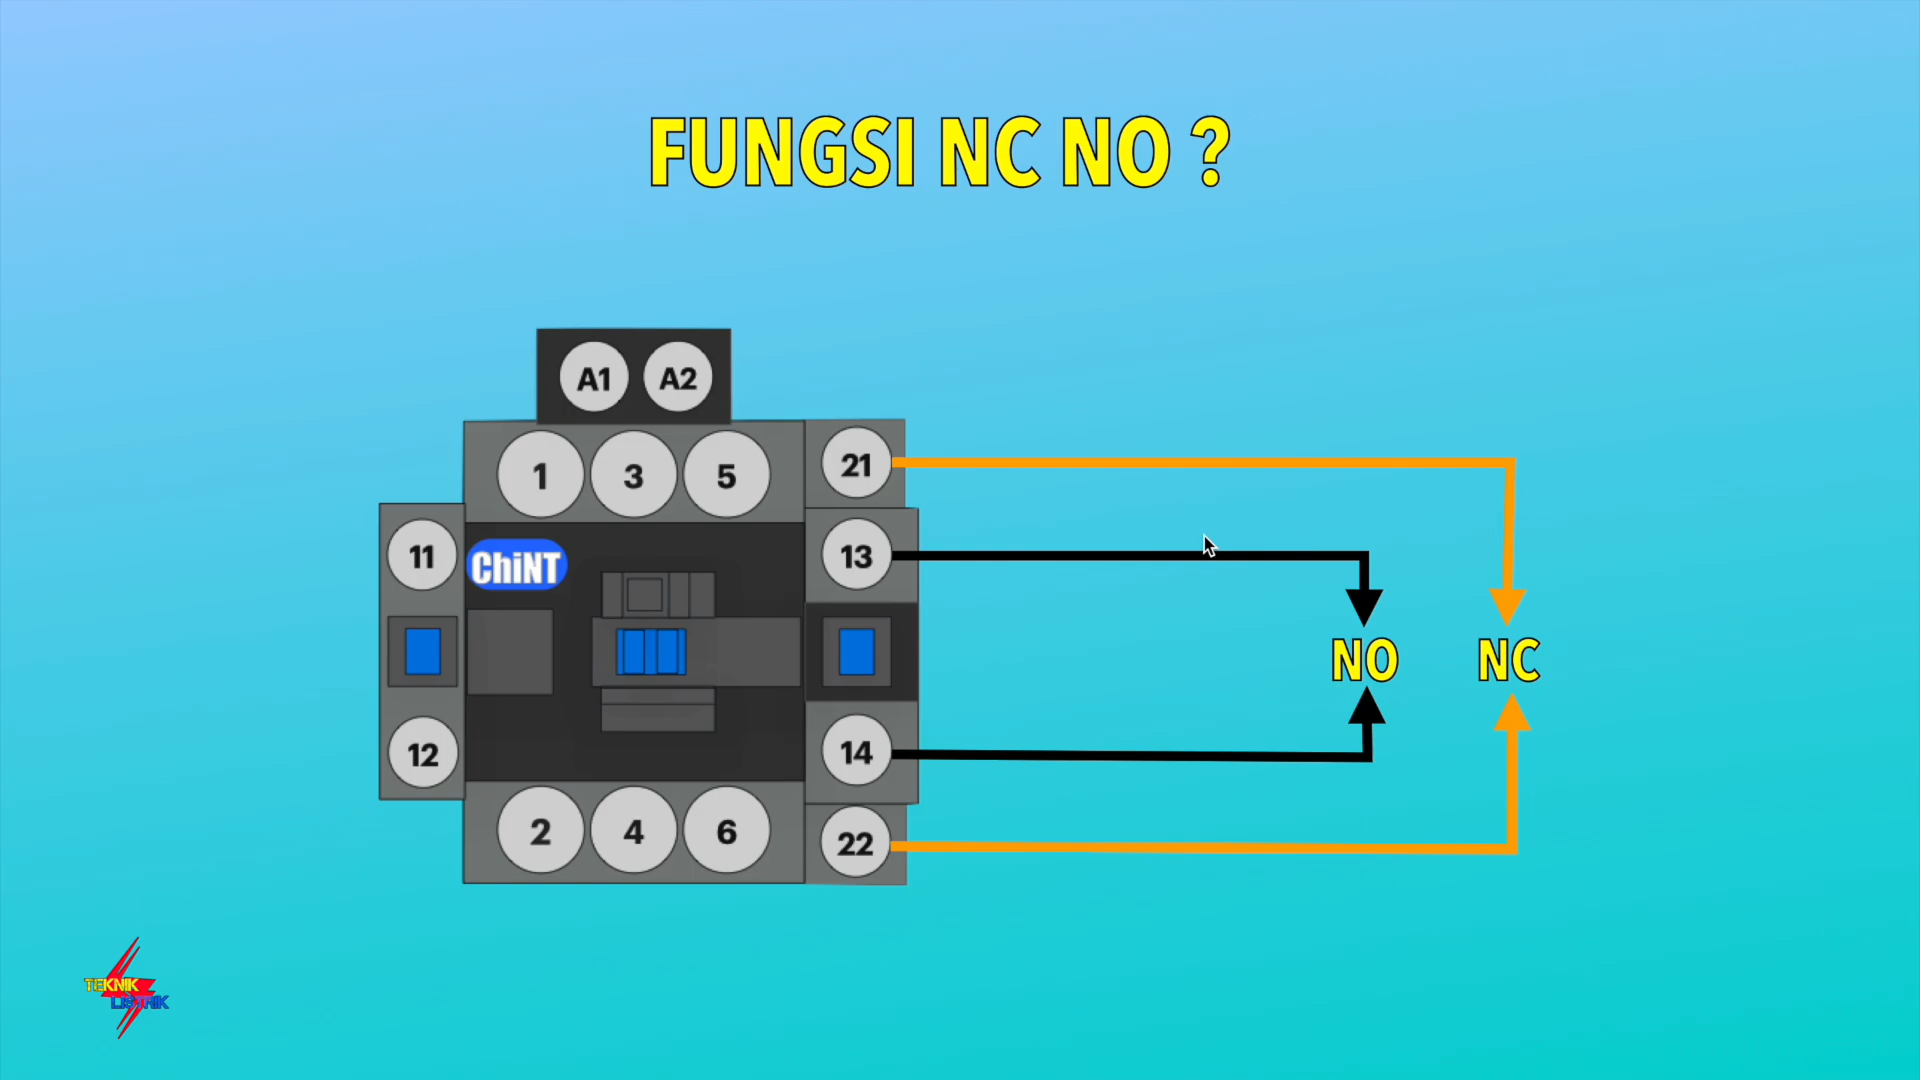 FUNGSI NC NO ?
A1 A2
1 3 5 21
11 ChiNT 13
NO NC
12 14
2 4 6 22
TEKNIK
LISTRIK